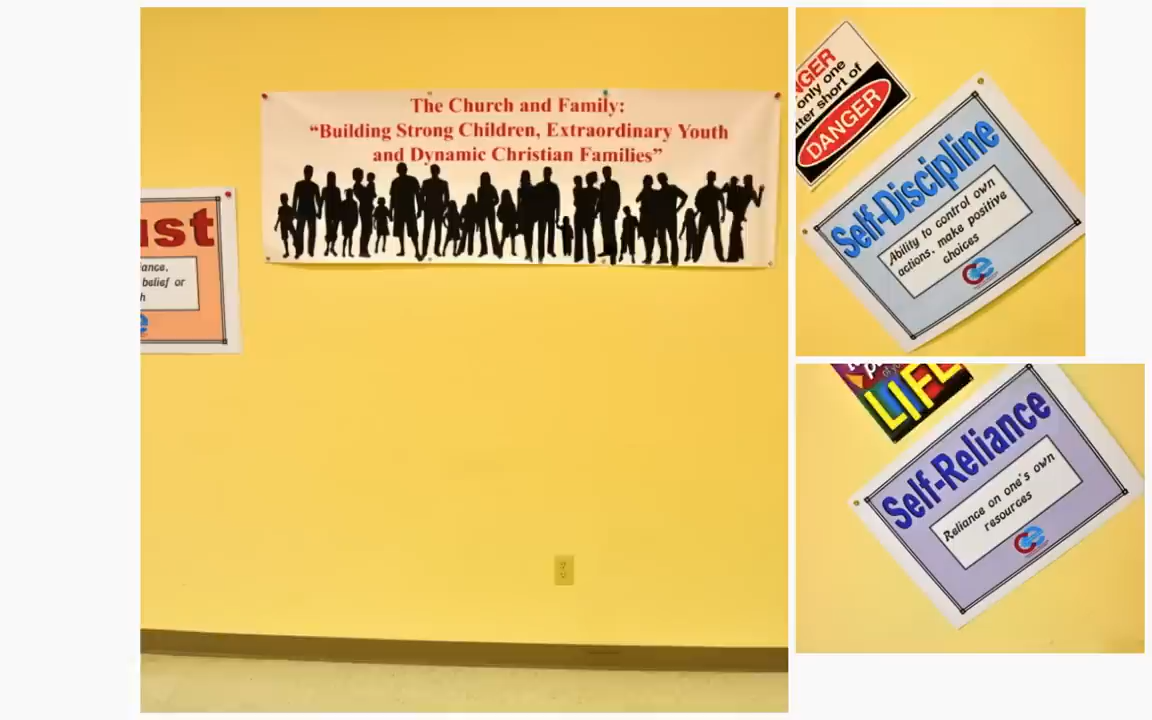 The Church and Family:
“Building Strong Children, Extraordinary Youth
and Dynamic Christian Families”
belief or
DANGER
only one
short of
DANGER
Self-Discipline
Ability to control own
actions, make positive
choices
ce
LIFE
Self-Reliance
Reliance on one's own
resources
ce